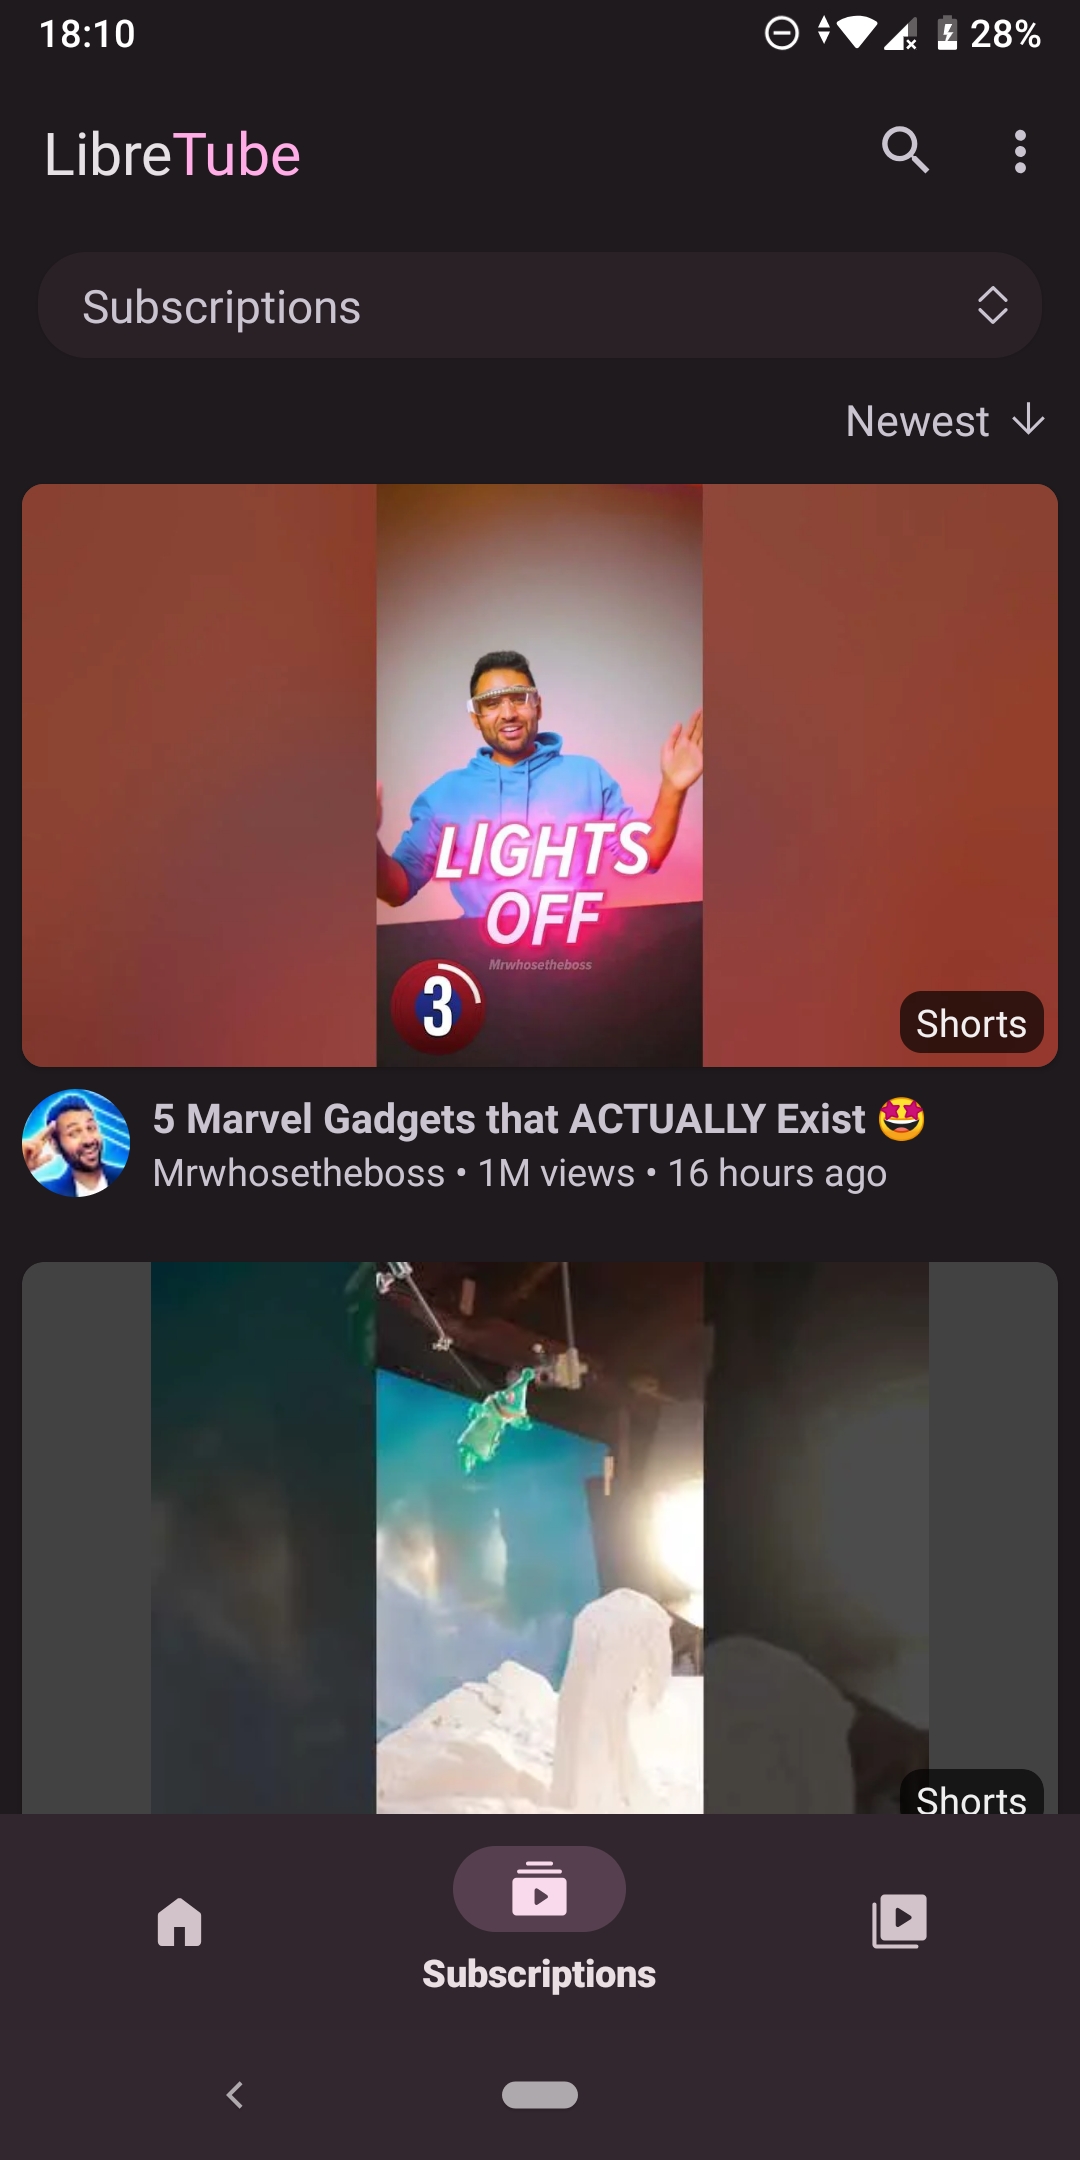 18:10
28%
LibreTube
Subscriptions
Newest
LIGHTS
OFF
Mrwhosetheboss
3
Shorts
5 Marvel Gadgets that ACTUALLY Exist 🤩
Mrwhosetheboss • 1M views • 16 hours ago
Shorts
Subscriptions